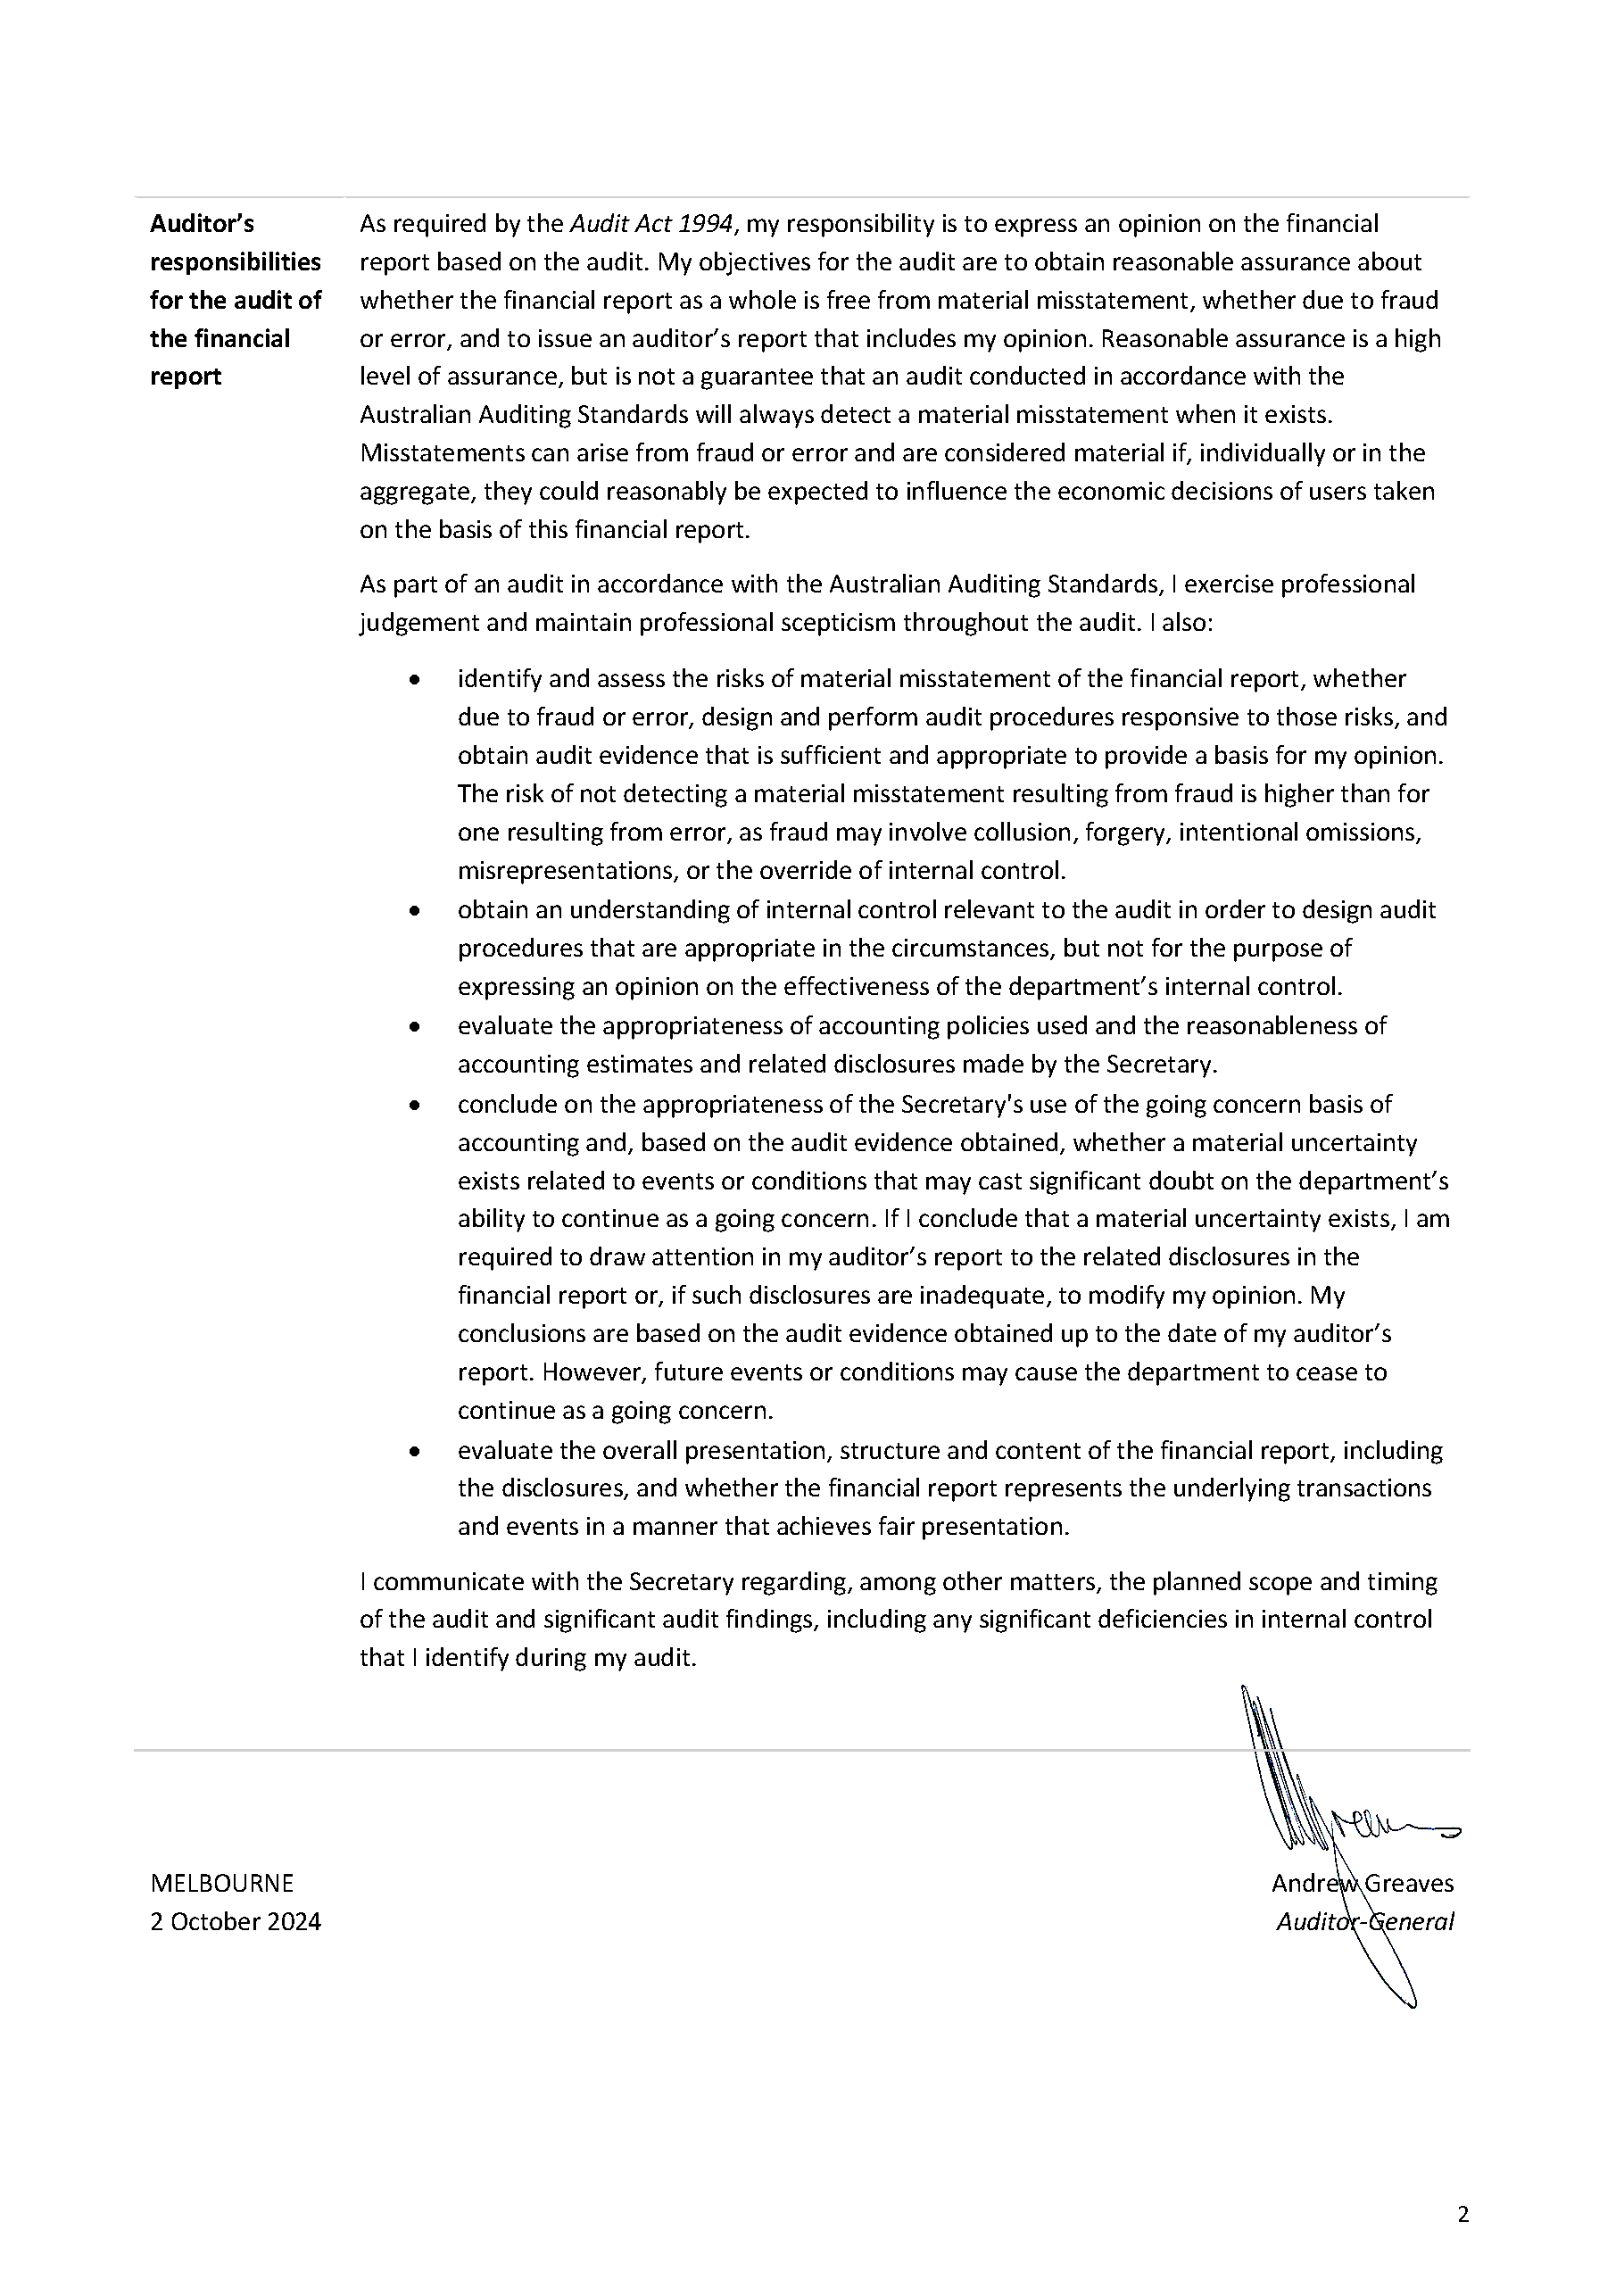 Auditor’s
responsibilities
for the audit of
the financial
report
As required by the Audit Act 1994, my responsibility is to express an opinion on the financial
report based on the audit. My objectives for the audit are to obtain reasonable assurance about
whether the financial report as a whole is free from material misstatement, whether due to fraud
or error, and to issue an auditor’s report that includes my opinion. Reasonable assurance is a high
level of assurance, but is not a guarantee that an audit conducted in accordance with the
Australian Auditing Standards will always detect a material misstatement when it exists.
Misstatements can arise from fraud or error and are considered material if, individually or in the
aggregate, they could reasonably be expected to influence the economic decisions of users taken
on the basis of this financial report.
As part of an audit in accordance with the Australian Auditing Standards, I exercise professional
judgement and maintain professional scepticism throughout the audit. I also:
• identify and assess the risks of material misstatement of the financial report, whether
due to fraud or error, design and perform audit procedures responsive to those risks, and
obtain audit evidence that is sufficient and appropriate to provide a basis for my opinion.
The risk of not detecting a material misstatement resulting from fraud is higher than for
one resulting from error, as fraud may involve collusion, forgery, intentional omissions,
misrepresentations, or the override of internal control.
• obtain an understanding of internal control relevant to the audit in order to design audit
procedures that are appropriate in the circumstances, but not for the purpose of
expressing an opinion on the effectiveness of the department’s internal control.
• evaluate the appropriateness of accounting policies used and the reasonableness of
accounting estimates and related disclosures made by the Secretary.
• conclude on the appropriateness of the Secretary's use of the going concern basis of
accounting and, based on the audit evidence obtained, whether a material uncertainty
exists related to events or conditions that may cast significant doubt on the department’s
ability to continue as a going concern. If I conclude that a material uncertainty exists, I am
required to draw attention in my auditor’s report to the related disclosures in the
financial report or, if such disclosures are inadequate, to modify my opinion. My
conclusions are based on the audit evidence obtained up to the date of my auditor’s
report. However, future events or conditions may cause the department to cease to
continue as a going concern.
• evaluate the overall presentation, structure and content of the financial report, including
the disclosures, and whether the financial report represents the underlying transactions
and events in a manner that achieves fair presentation.
I communicate with the Secretary regarding, among other matters, the planned scope and timing
of the audit and significant audit findings, including any significant deficiencies in internal control
that I identify during my audit.
MELBOURNE
2 October 2024
Andrew Greaves
Auditor-General
2